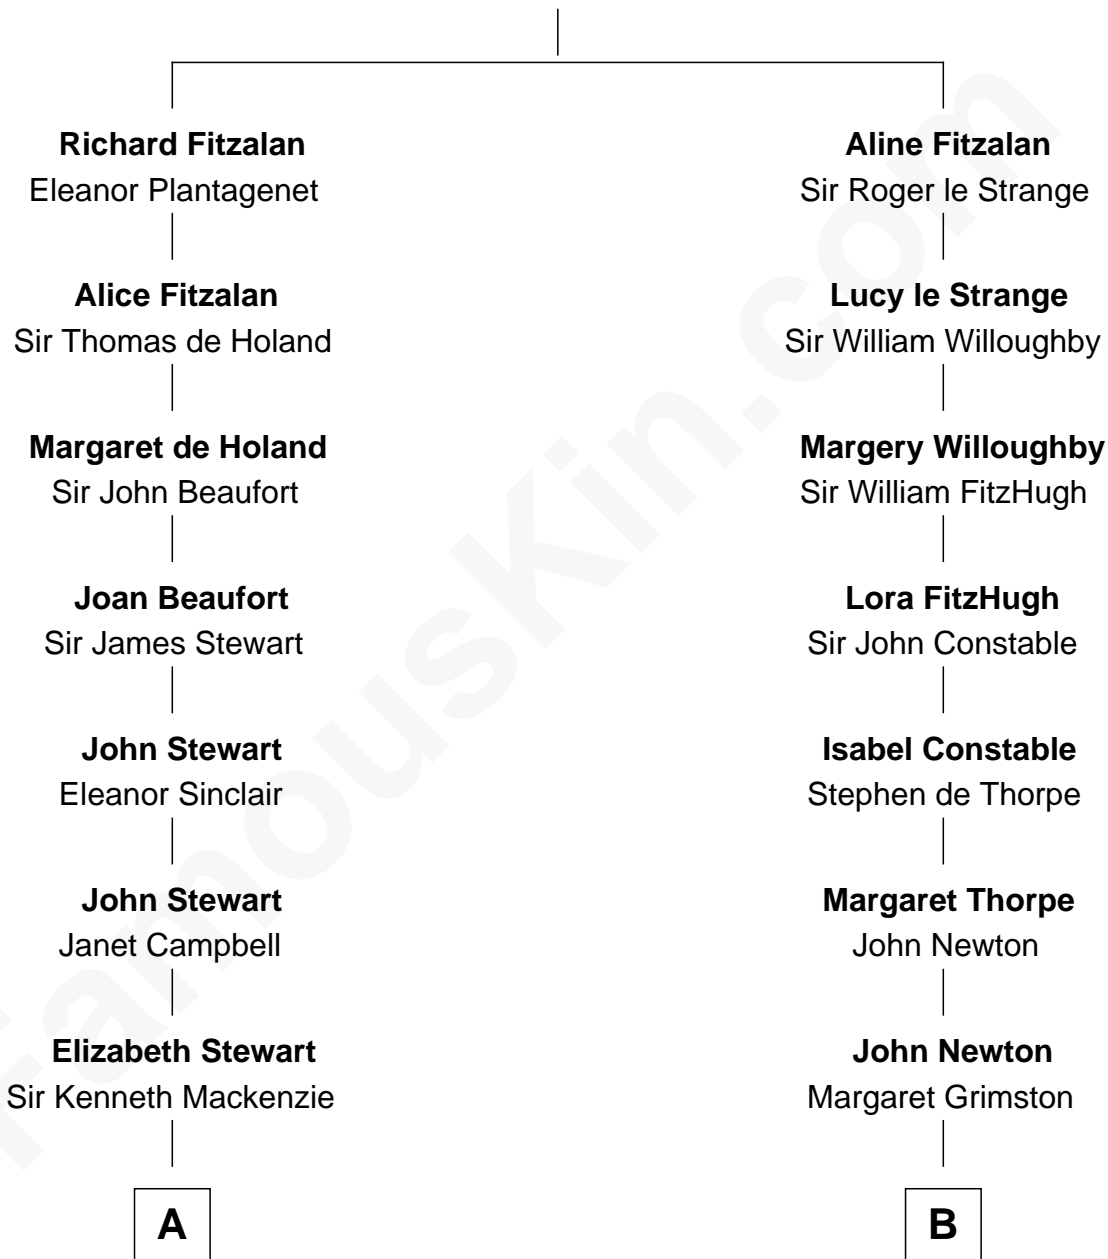 Richard Fitzalan
Eleanor Plantagenet
Alice Fitzalan
Sir Thomas de Holand
Margaret de Holand
Sir John Beaufort
Joan Beaufort
Sir James Stewart
John Stewart
Eleanor Sinclair
John Stewart
Janet Campbell
Elizabeth Stewart
Sir Kenneth Mackenzie
A
Aline Fitzalan
Sir Roger le Strange
Lucy le Strange
Sir William Willoughby
Margery Willoughby
Sir William FitzHugh
Lora FitzHugh
Sir John Constable
Isabel Constable
Stephen de Thorpe
Margaret Thorpe
John Newton
John Newton
Margaret Grimston
B
FamousKin.com